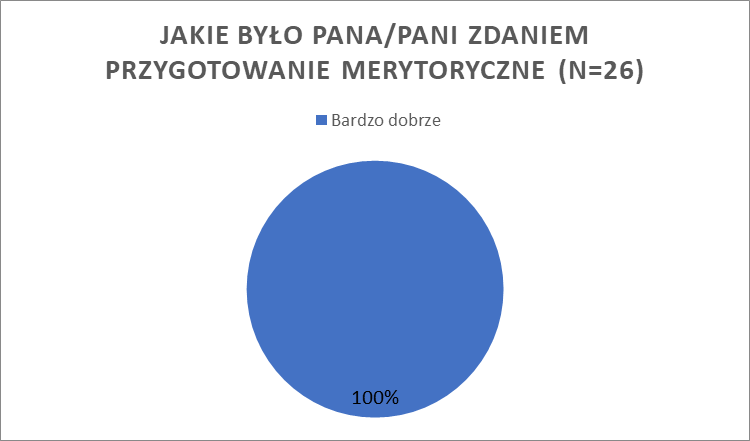 JAKIE BYŁO PANA/PANI ZDANIEM
PRZYGOTOWANIE MERYTORYCZNE (N=26)
Bardzo dobrze
100%